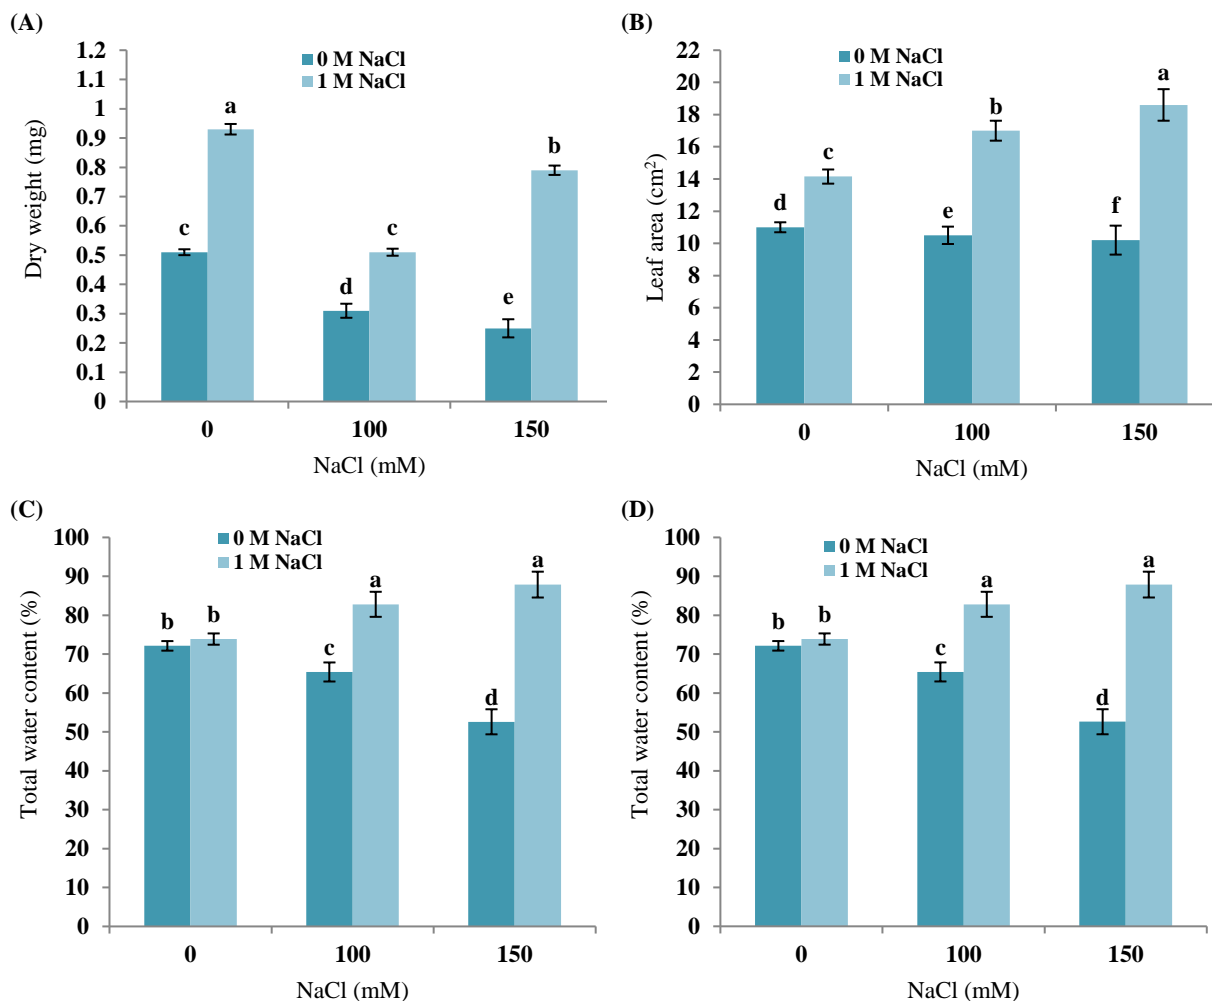 (A)
Dry weight (mg)
1.2
1.1
1
0.9
0.8
0.7
0.6
0.5
0.4
0.3
0.2
0.1
0
0 M NaCl
1 M NaCl
c
a
d
c
e
b
0
100
150
NaCl (mM)
(B)
Leaf area (cm²)
22
20
18
16
14
12
10
8
6
4
2
0
0 M NaCl
1 M NaCl
d
c
e
b
f
a
0
100
150
NaCl (mM)
(C)
Total water content (%)
100
90
80
70
60
50
40
30
20
10
0
0 M NaCl
1 M NaCl
b
b
c
a
d
a
0
100
150
NaCl (mM)
(D)
Total water content (%)
100
90
80
70
60
50
40
30
20
10
0
0 M NaCl
1 M NaCl
b
b
c
a
d
a
0
100
150
NaCl (mM)